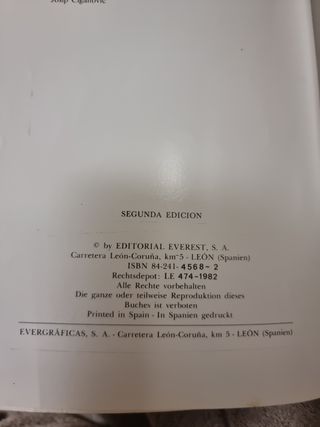 Josip Ciganovic
SEGUNDA EDICION
© by EDITORIAL EVEREST, S. A.
Carretera León-Coruña, km 5 - LEÓN (Spanien)
ISBN 84-241-4568-2
Rechtsdepot: LE 474-1982
Alle Rechte vorbehalten
Die ganze oder teilweise Reproduktion dieses
Buches ist verboten
Printed in Spain - In Spanien gedruckt
EVERGRÁFICAS, S. A. - Carretera León-Coruña, km 5 - LEÓN (Spanien)